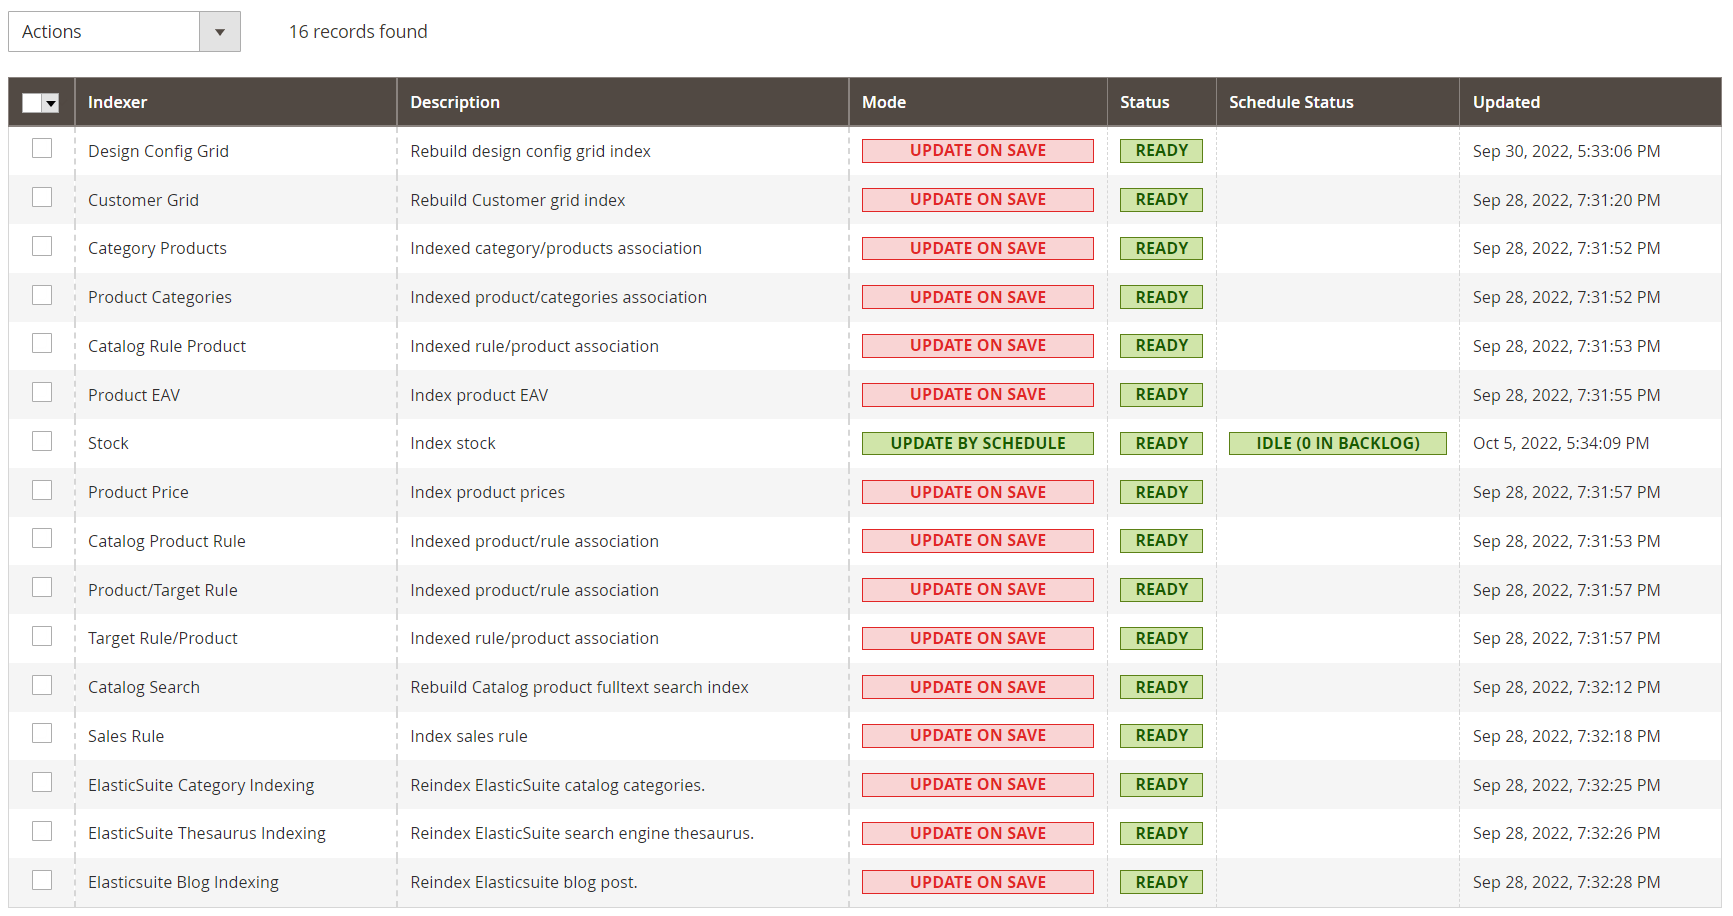 Actions 16 records found
Indexer Description Mode Status Schedule Status Updated
Design Config Grid Rebuild design config grid index UPDATE ON SAVE READY Sep 30, 2022, 5:33:06 PM
Customer Grid Rebuild Customer grid index UPDATE ON SAVE READY Sep 28, 2022, 7:31:20 PM
Category Products Indexed category/products association UPDATE ON SAVE READY Sep 28, 2022, 7:31:52 PM
Product Categories Indexed product/categories association UPDATE ON SAVE READY Sep 28, 2022, 7:31:52 PM
Catalog Rule Product Indexed rule/product association UPDATE ON SAVE READY Sep 28, 2022, 7:31:53 PM
Product EAV Index product EAV UPDATE ON SAVE READY Sep 28, 2022, 7:31:55 PM
Stock Index stock UPDATE BY SCHEDULE READY IDLE (0 IN BACKLOG) Oct 5, 2022, 5:34:09 PM
Product Price Index product prices UPDATE ON SAVE READY Sep 28, 2022, 7:31:57 PM
Catalog Product Rule Indexed product/rule association UPDATE ON SAVE READY Sep 28, 2022, 7:31:53 PM
Product/Target Rule Indexed product/rule association UPDATE ON SAVE READY Sep 28, 2022, 7:31:57 PM
Target Rule/Product Indexed rule/product association UPDATE ON SAVE READY Sep 28, 2022, 7:31:57 PM
Catalog Search Rebuild Catalog product fulltext search index UPDATE ON SAVE READY Sep 28, 2022, 7:32:12 PM
Sales Rule Index sales rule UPDATE ON SAVE READY Sep 28, 2022, 7:32:18 PM
ElasticSuite Category Indexing Reindex ElasticSuite catalog categories. UPDATE ON SAVE READY Sep 28, 2022, 7:32:25 PM
ElasticSuite Thesaurus Indexing Reindex ElasticSuite search engine thesaurus. UPDATE ON SAVE READY Sep 28, 2022, 7:32:26 PM
Elasticsuite Blog Indexing Reindex Elasticsuite blog post. UPDATE ON SAVE READY Sep 28, 2022, 7:32:28 PM